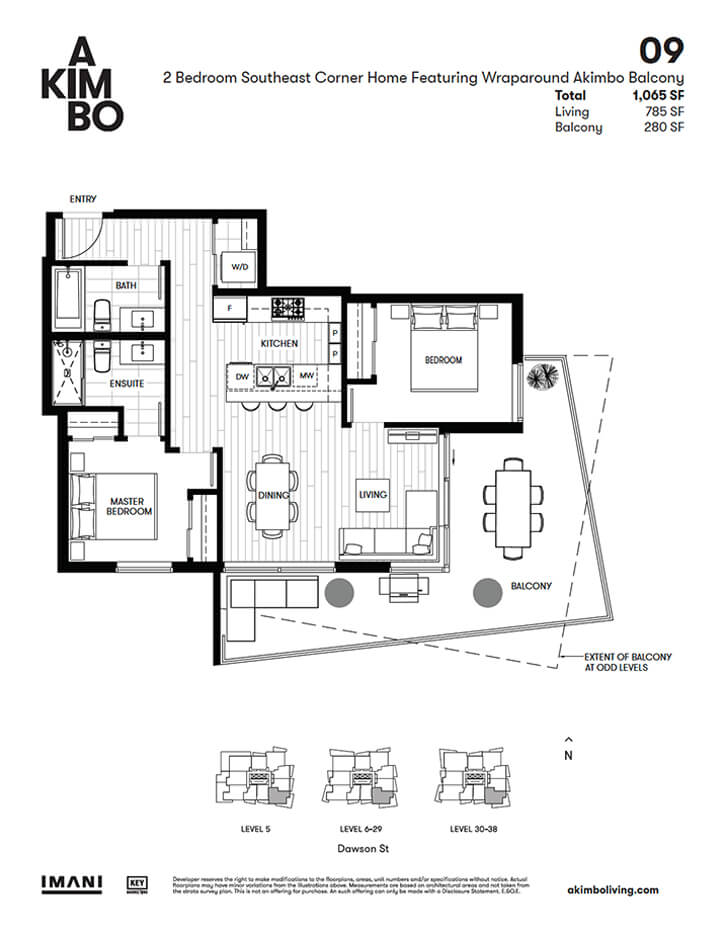 A
KIM
BO
09
2 Bedroom Southeast Corner Home Featuring Wraparound Akimbo Balcony
Total 1,065 SF
Living 785 SF
Balcony 280 SF
ENTRY
W/D
BATH
F
KITCHEN
P
P
BEDROOM
DW
MW
ENSUITE
MASTER
BEDROOM
DINING
LIVING
BALCONY
EXTENT OF BALCONY
AT ODD LEVELS
N
LEVEL 5
LEVEL 6-29
LEVEL 30-38
Dawson St
IMANI
KEY
Developer reserves the right to make modifications to the floorplans, areas, unit numbers and/or specifications without notice. Actual
floorplans may have minor variations from the illustrations above. Measurements are based on architectural areas and not taken from
the strata survey plan. This is not an offering for purchase. An such offering can only be made with a Disclosure Statement. E.&O.E.
akimboliving.com